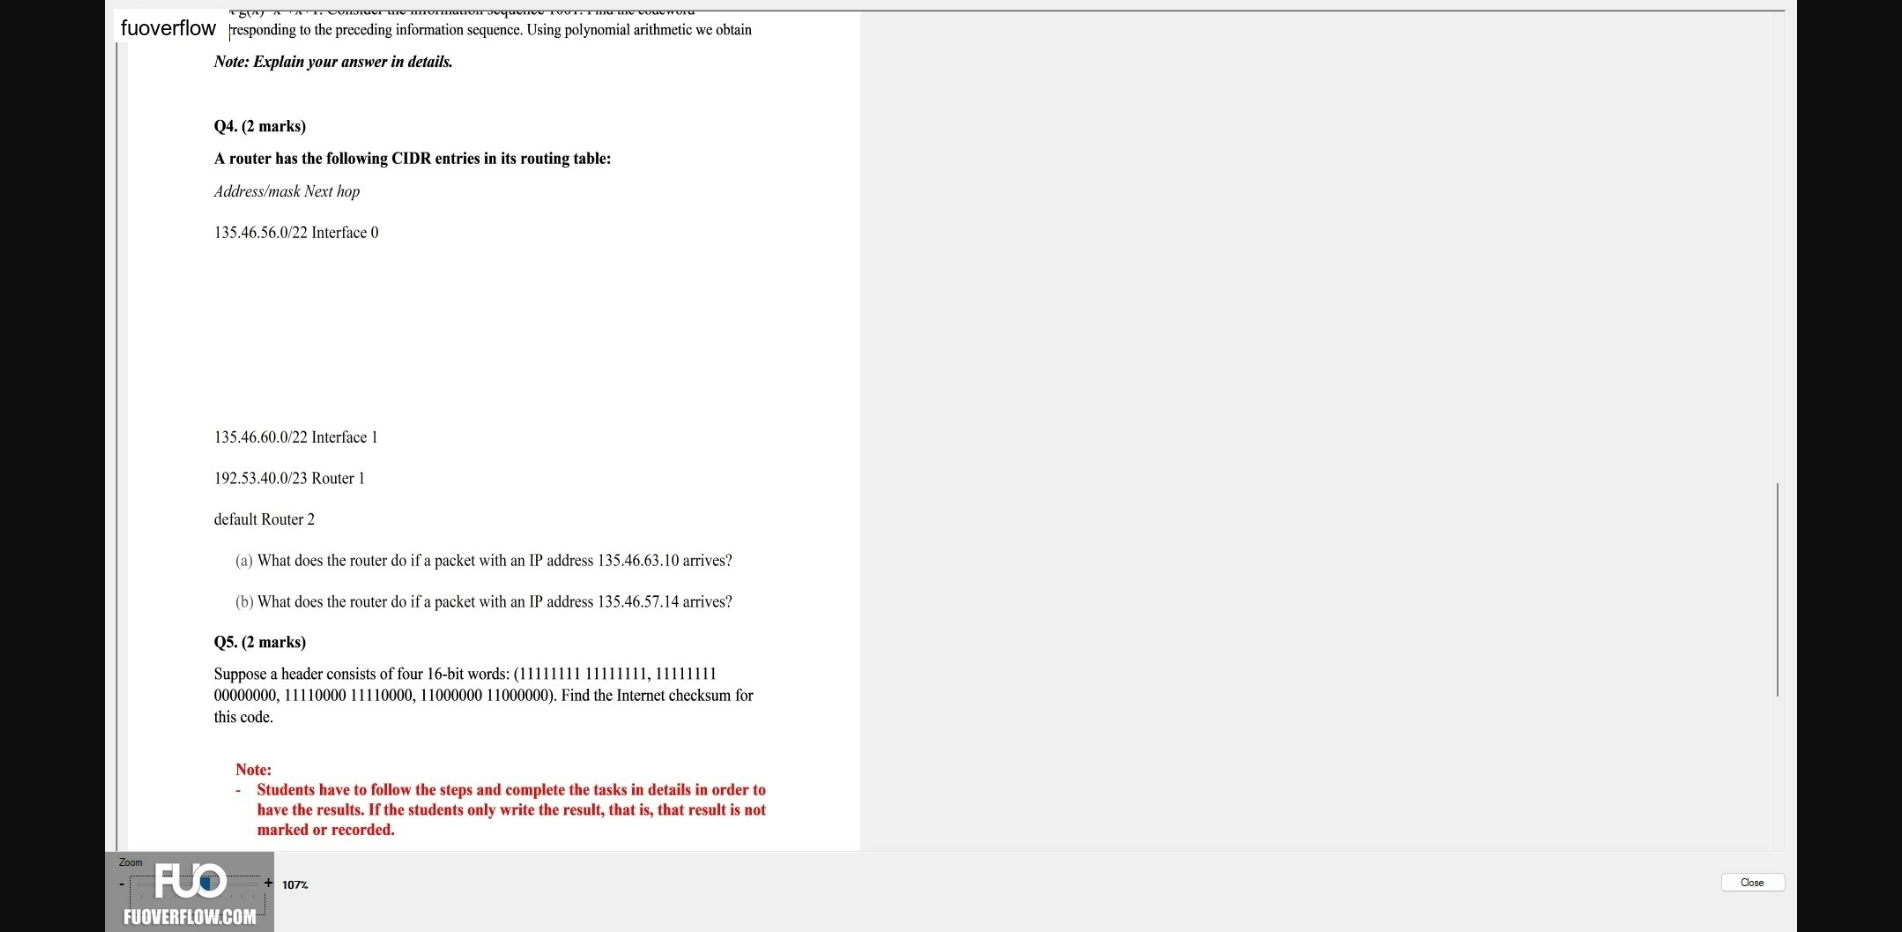 fuoverflow
rresponding to the preceding information sequence. Using polynomial arithmetic we obtain
Note: Explain your answer in details.
Q4. (2 marks)
A router has the following CIDR entries in its routing table:
Address/mask Next hop
135.46.56.0/22 Interface 0
135.46.60.0/22 Interface 1
192.53.40.0/23 Router 1
default Router 2
(a) What does the router do if a packet with an IP address 135.46.63.10 arrives?
(b) What does the router do if a packet with an IP address 135.46.57.14 arrives?
Q5. (2 marks)
Suppose a header consists of four 16-bit words: (11111111 11111111, 11111111
00000000, 11110000 11110000, 11000000 11000000). Find the Internet checksum for
this code.
Note:
- Students have to follow the steps and complete the tasks in details in order to
have the results. If the students only write the result, that is, that result is not
marked or recorded.
Zoom
- + 107%
Close
FUO
FUOVERFLOW.COM